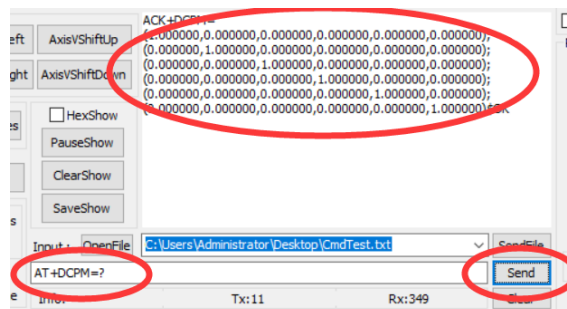 ACK+DCPM=
eft AxisVShiftUp (1.000000,0.000000,0.000000,0.000000,0.000000,0.000000);
(0.000000,1.000000,0.000000,0.000000,0.000000,0.000000);
ght AxisVShiftDown (0.000000,0.000000,1.000000,0.000000,0.000000,0.000000);
(0.000000,0.000000,0.000000,1.000000,0.000000,0.000000);
(0.000000,0.000000,0.000000,0.000000,1.000000,0.000000);
(0.000000,0.000000,0.000000,0.000000,0.000000,1.000000)$OK
HexShow
es
PauseShow
ClearShow
SaveShow
s
Input: OpenFile C:\Users\Administrator\Desktop\CmdTest.txt SendFile
AT+DCPM=? Send
e Info: Tx:11 Rx:349 Clear